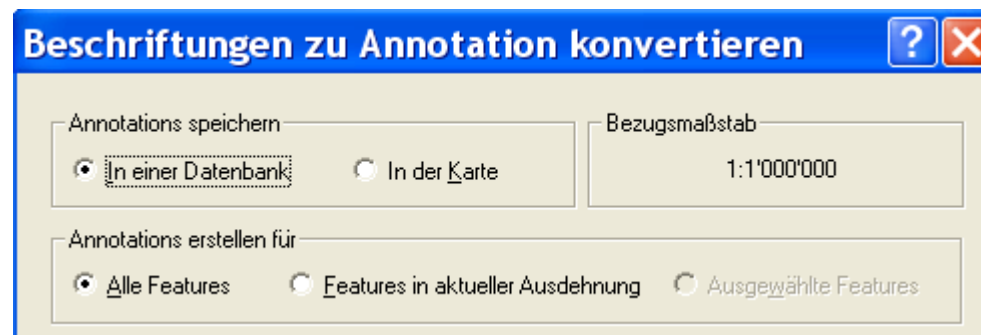 Beschriftungen zu Annotation konvertieren ?
Annotations speichern Bezugsmaßstab
In einer Datenbank In der Karte 1:1'000'000
Annotations erstellen für
Alle Features Features in aktueller Ausdehnung Ausgewählte Features